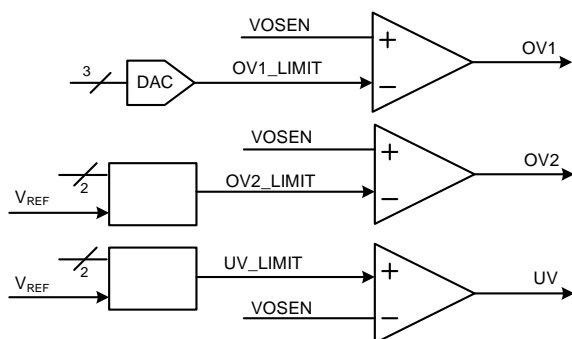 VOSEN
+
OV1
3
DAC
OV1_LIMIT
−
VOSEN
+
OV2
2
OV2_LIMIT
−
VREF
2
UV_LIMIT
+
UV
VREF
VOSEN
−